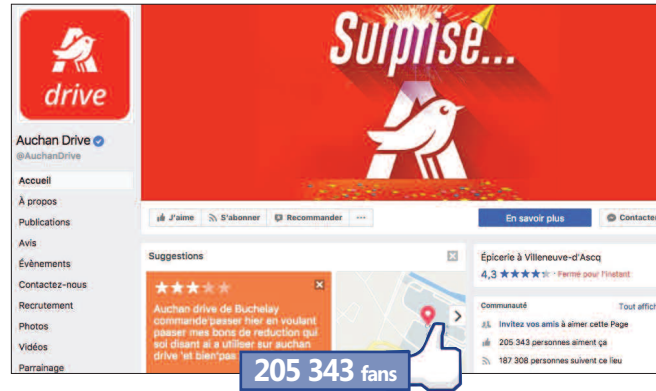 Surprise...
drive
Auchan Drive
@AuchanDrive
Accueil
À propos
Publications
Avis
Évènements
Contactez-nous
Recrutement
Photos
Vidéos
Parrainage
J'aime S'abonner Recommander ...
En savoir plus Contacter
Suggestions
Auchan drive de Buchelay
commande passer hier en voulant
passer mes bons de reduction qui
soi disant ai a utiliser sur auchan
drive 'et bien'pas
Épicerie à Villeneuve-d'Ascq
4,3 Fermé pour l'instant
Communauté Tout affich
Invitez vos amis à aimer cette Page
205 343 personnes aiment ça
187 308 personnes suivent ce lieu
205 343 fans